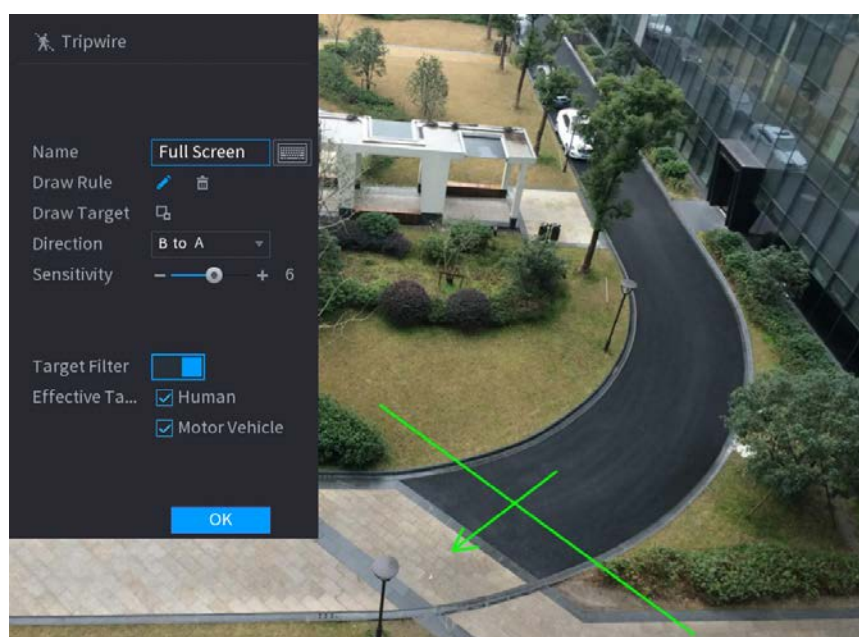 Tripwire
Name Full Screen
Draw Rule
Draw Target
Direction B to A
Sensitivity - + 6
Target Filter
Effective Ta... Human
Motor Vehicle
OK